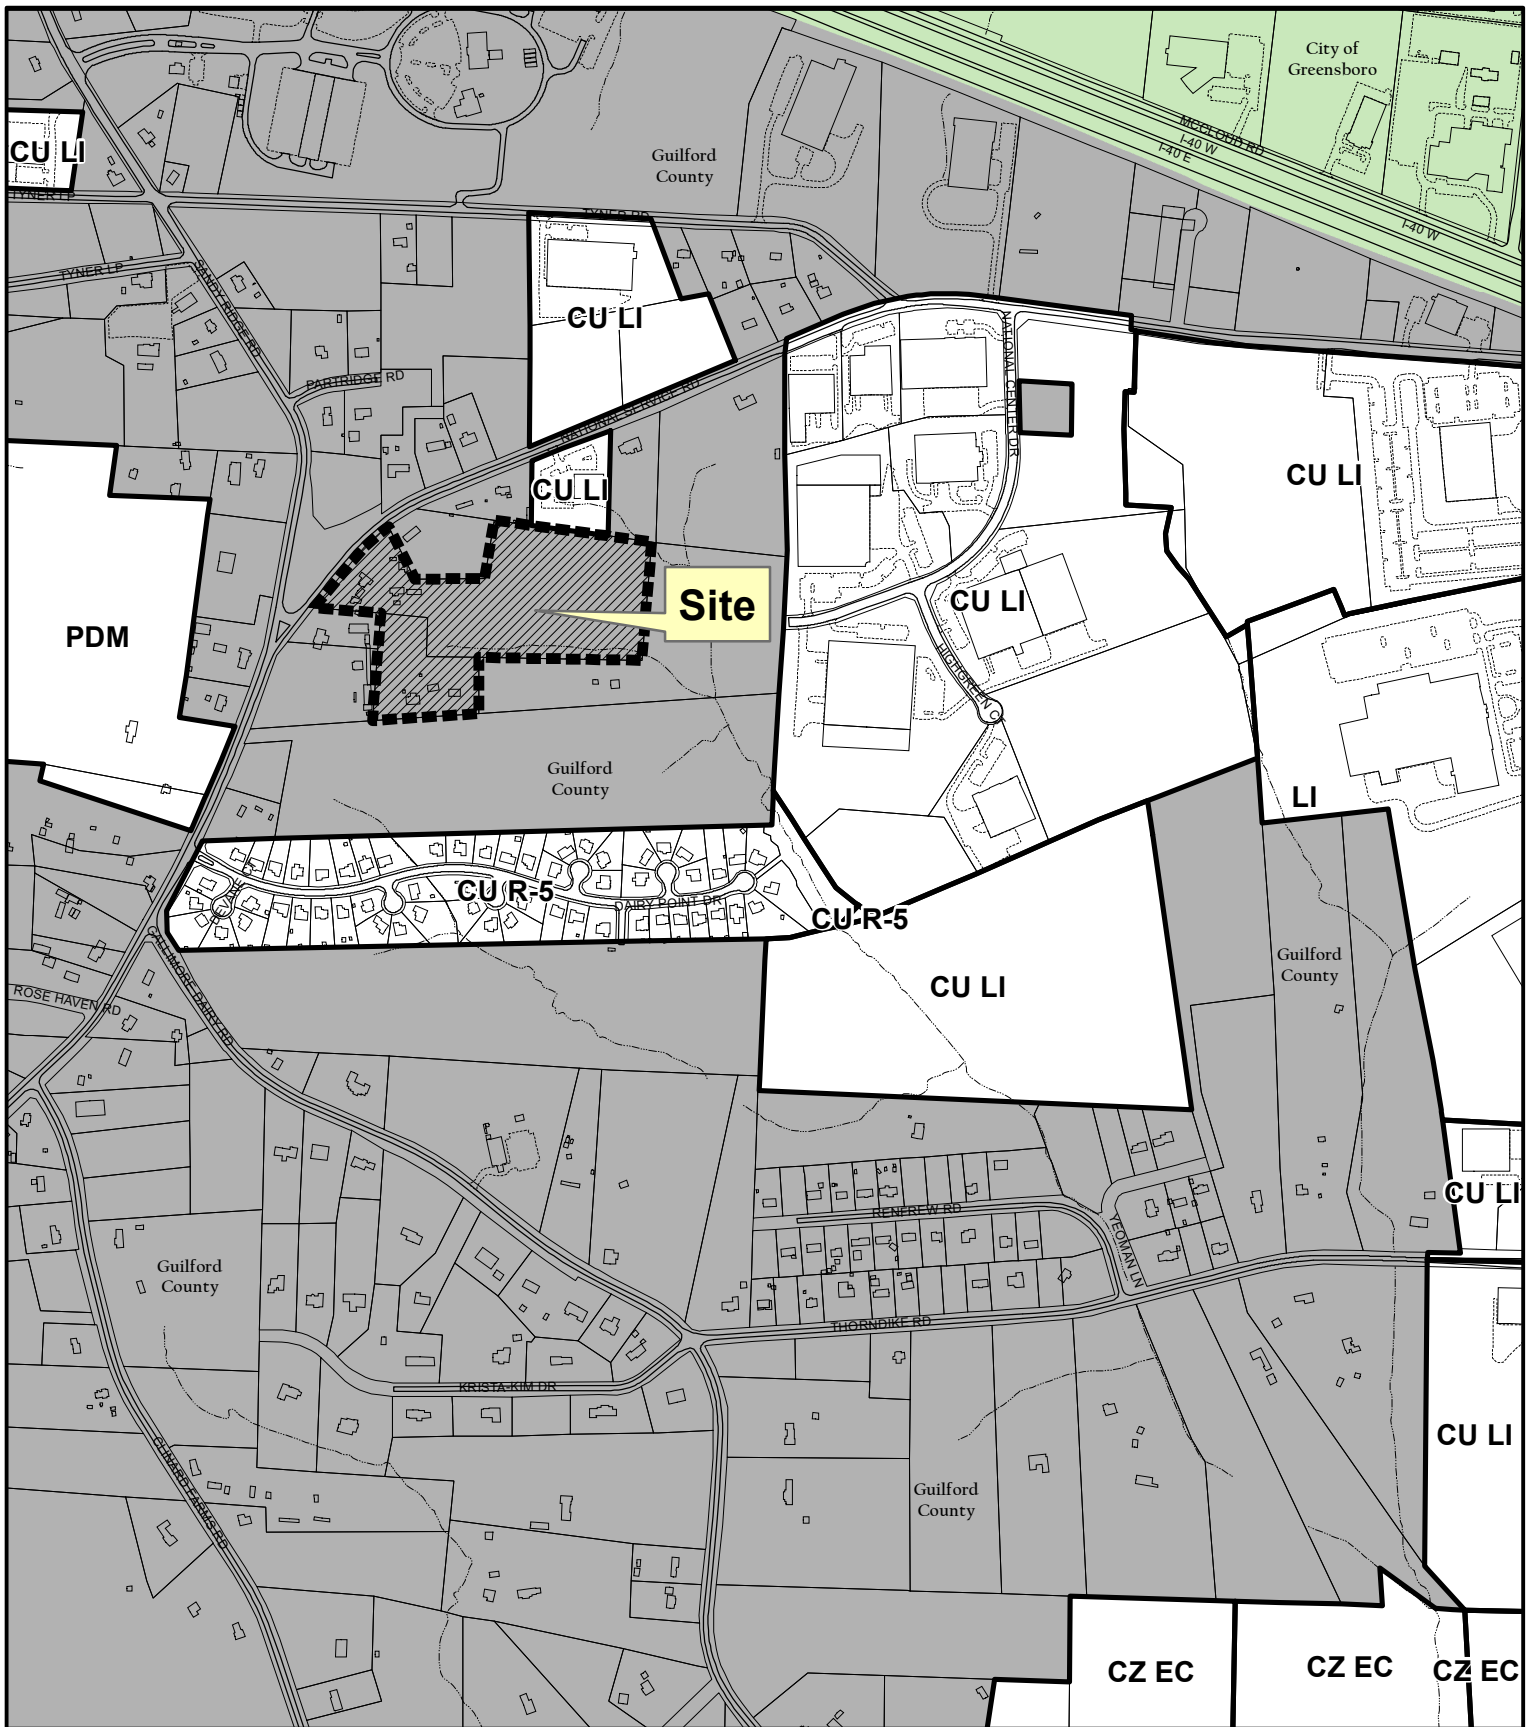 City of
Greensboro
MCCLOUD RD
I-40 W
I-40 E
CU LI
Guilford
County
TYNER LP
TYNER RD
I-40 W
TYNER LP
SANDY RIDGE RD
CU LI
NATIONAL CENTER DR
PARTRIDGE RD
NATIONAL SERVICE RD
CU LI
CU LI
Site
CU LI
PDM
HIGHGREEN CT
Guilford
County
LI
CU R-5
DAIRY POINT DR
CU R-5
GALLIMORE DAIRY RD
Guilford
County
CU LI
ROSE HAVEN RD
CU LI
RENFREW RD
YEOMAN LN
Guilford
County
THORNDIKE RD
KRISTA-KIM DR
CU LI
CLINARD FARMS RD
Guilford
County
CZ EC
CZ EC
CZ EC